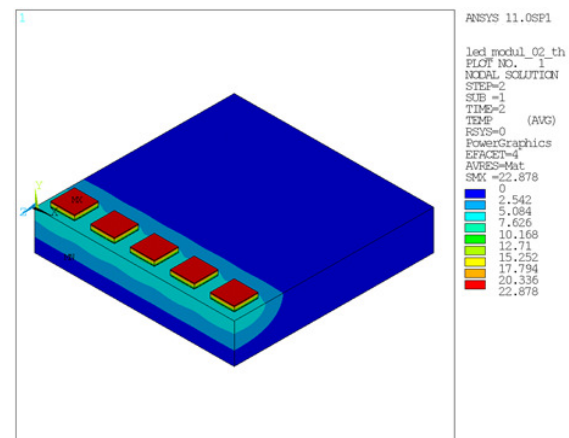 1
ANSYS 11.0SP1
led_modul_02_th
PLOT NO. 1
NODAL SOLUTION
STEP=2
SUB =1
TIME=2
TEMP (AVG)
RSYS=0
PowerGraphics
EFACET=4
AVRES=Mat
SMX =22.878
0
2.542
5.084
7.626
10.168
12.71
15.252
17.794
20.336
22.878
Y
MX
Z X
MN